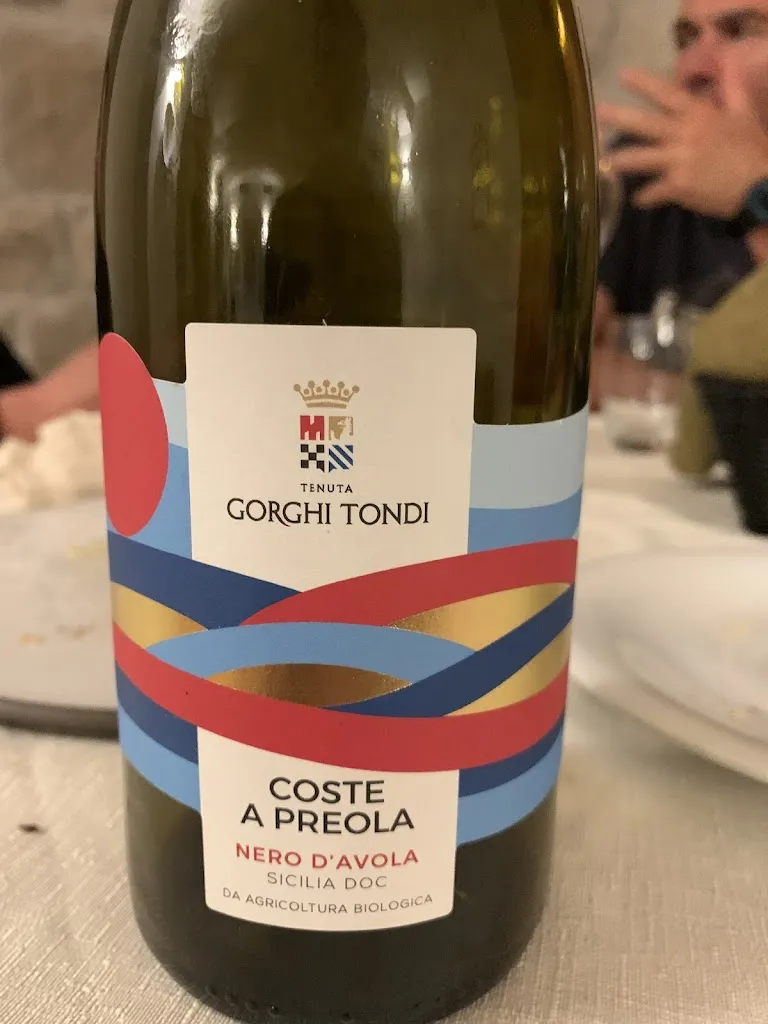 TENUTA
GORGHI TONDI
COSTE
A PREOLA
NERO D'AVOLA
SICILIA DOC
DA AGRICOLTURA BIOLOGICA